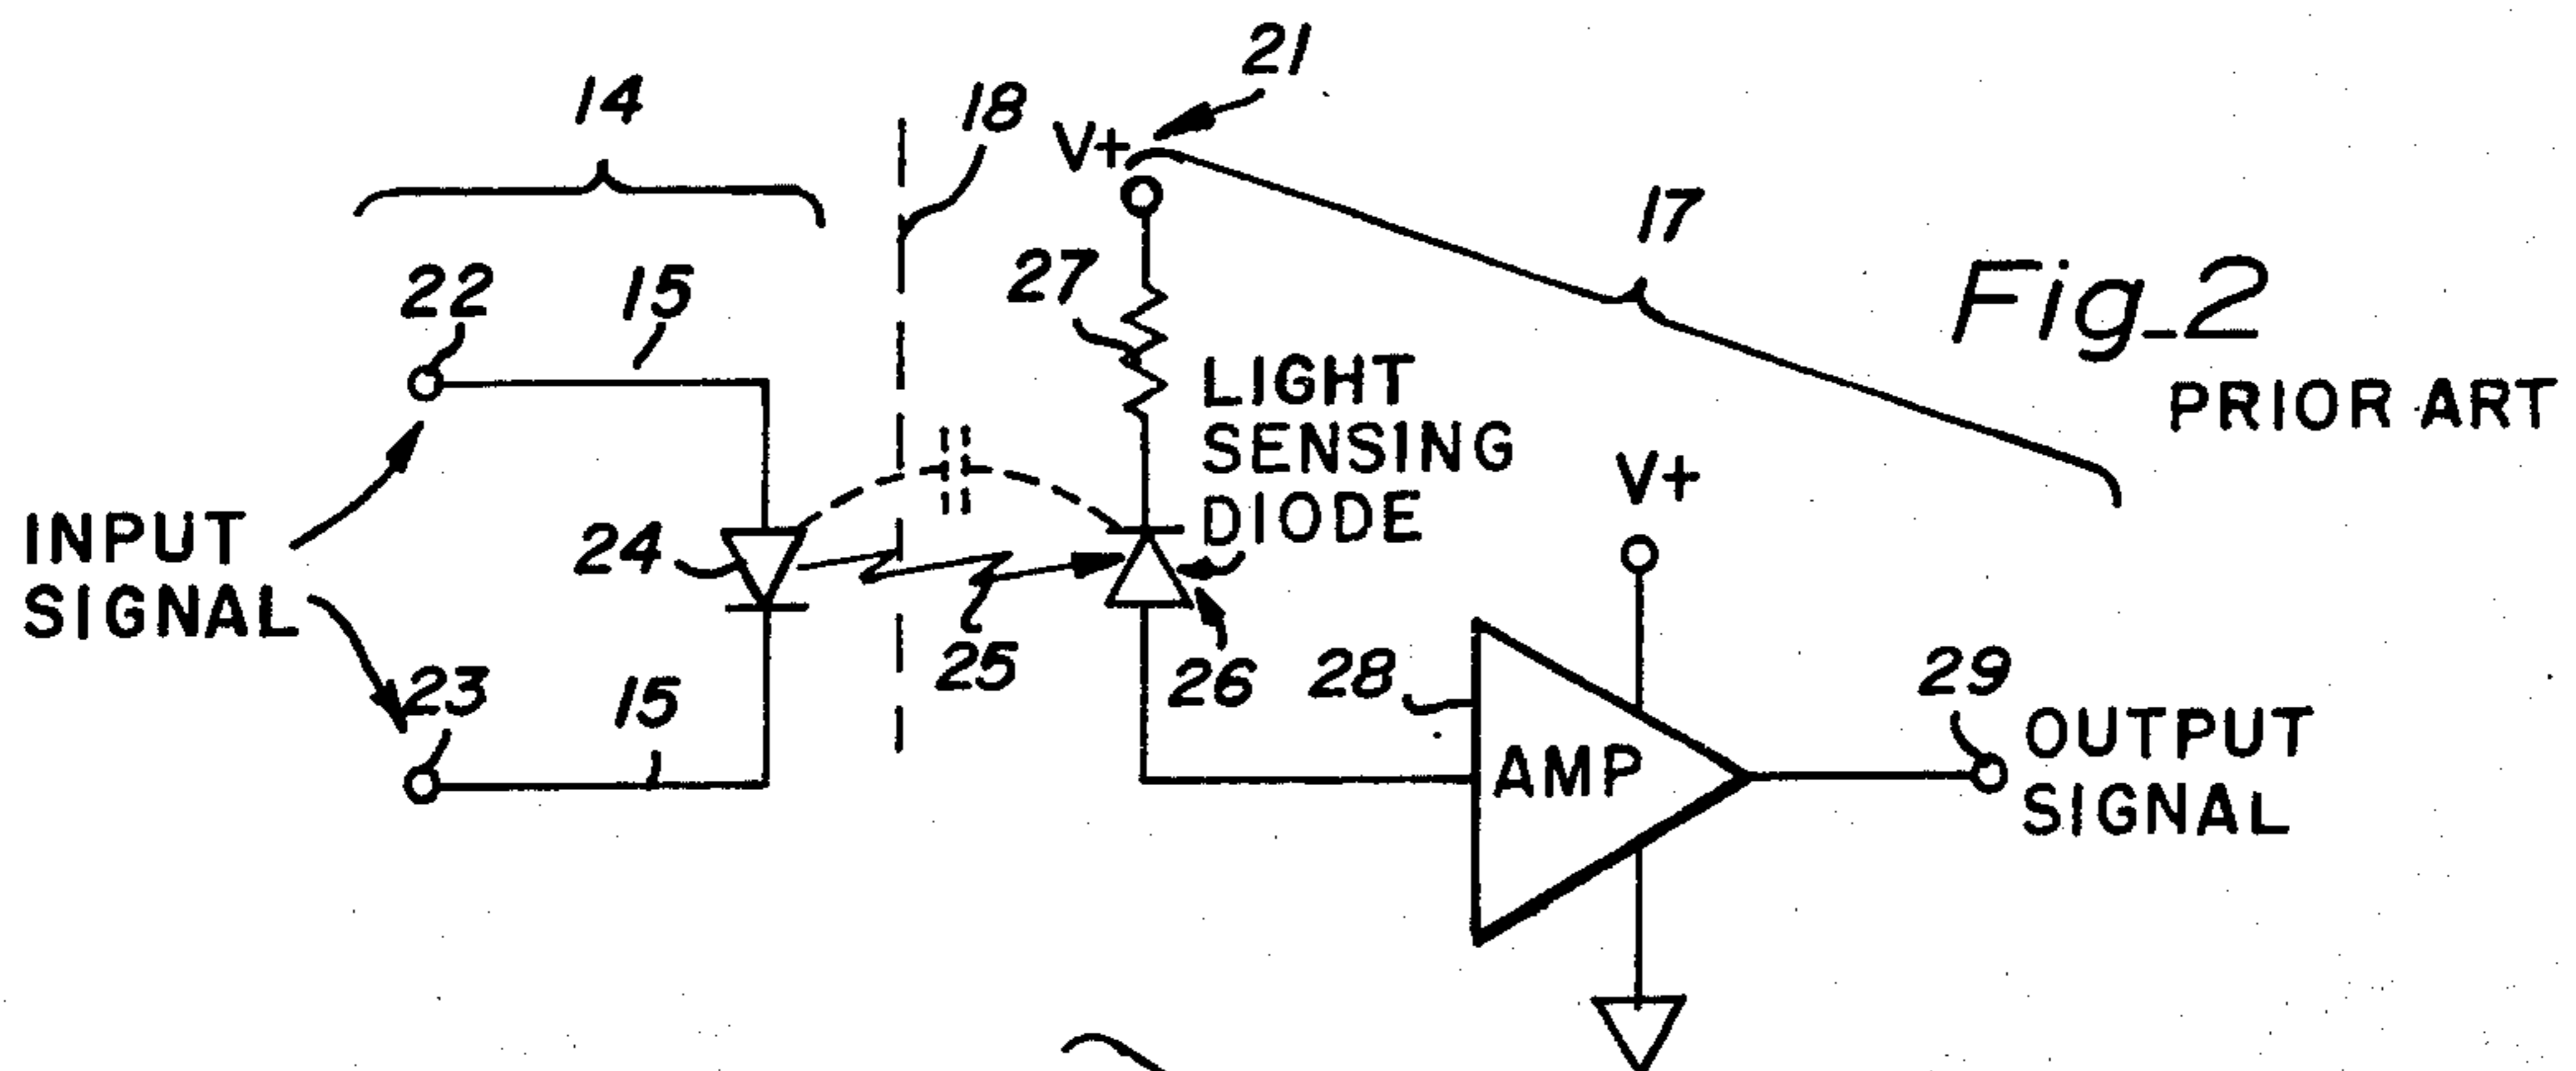 21
14
18
V+
17
27
Fig_2
22
15
LIGHT
SENSING
DIODE
PRIOR ART
V+
INPUT
SIGNAL
24
25
26
28
23
15
29
OUTPUT
SIGNAL
AMP